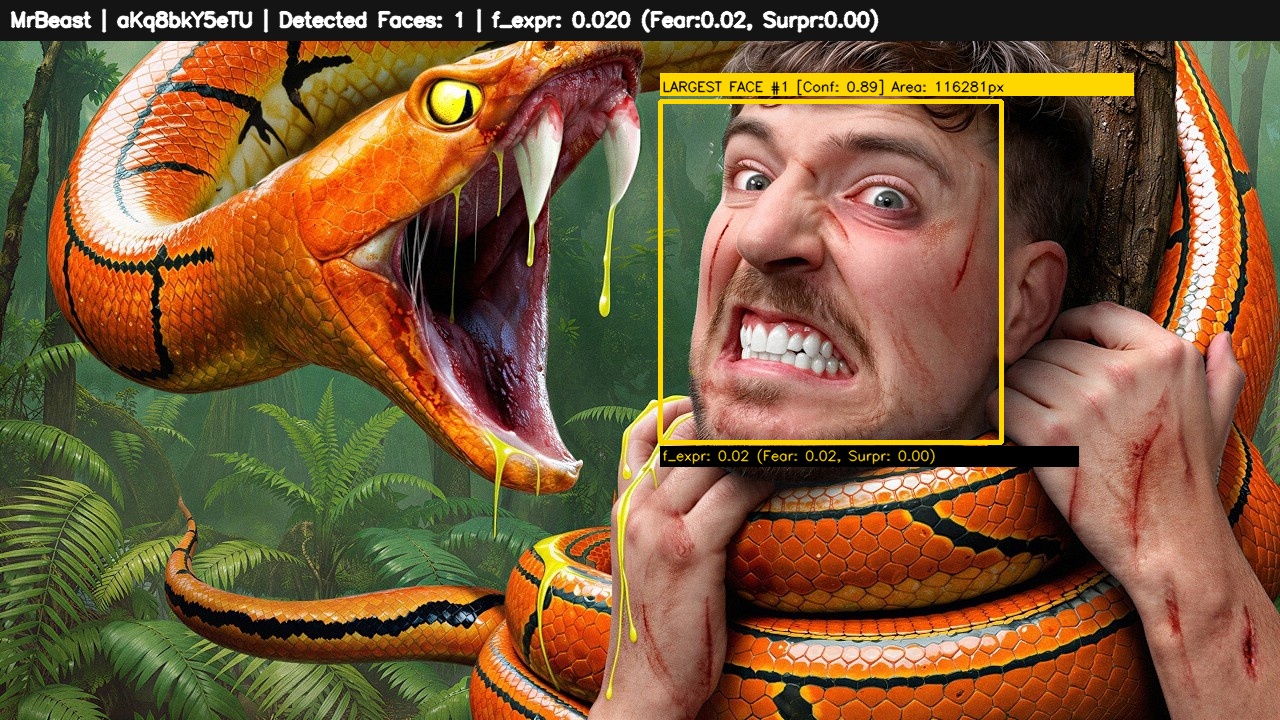 MrBeast | aKq8bkY5eTU | Detected Faces: 1 | f_expr: 0.020 (Fear:0.02, Surpr:0.00)
LARGEST FACE #1 [Conf: 0.89] Area: 116281px
f_expr: 0.02 (Fear: 0.02, Surpr: 0.00)